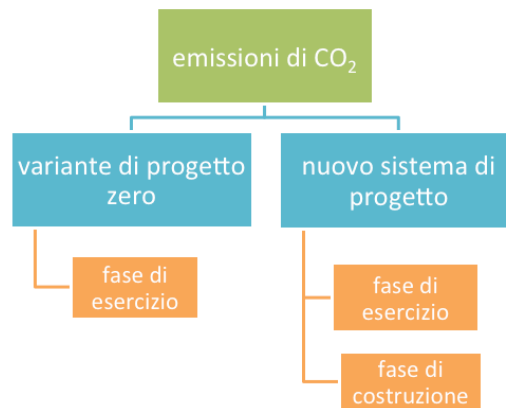 emissioni di CO₂
variante di progetto
zero
nuovo sistema di
progetto
fase di
esercizio
fase di
esercizio
fase di
costruzione